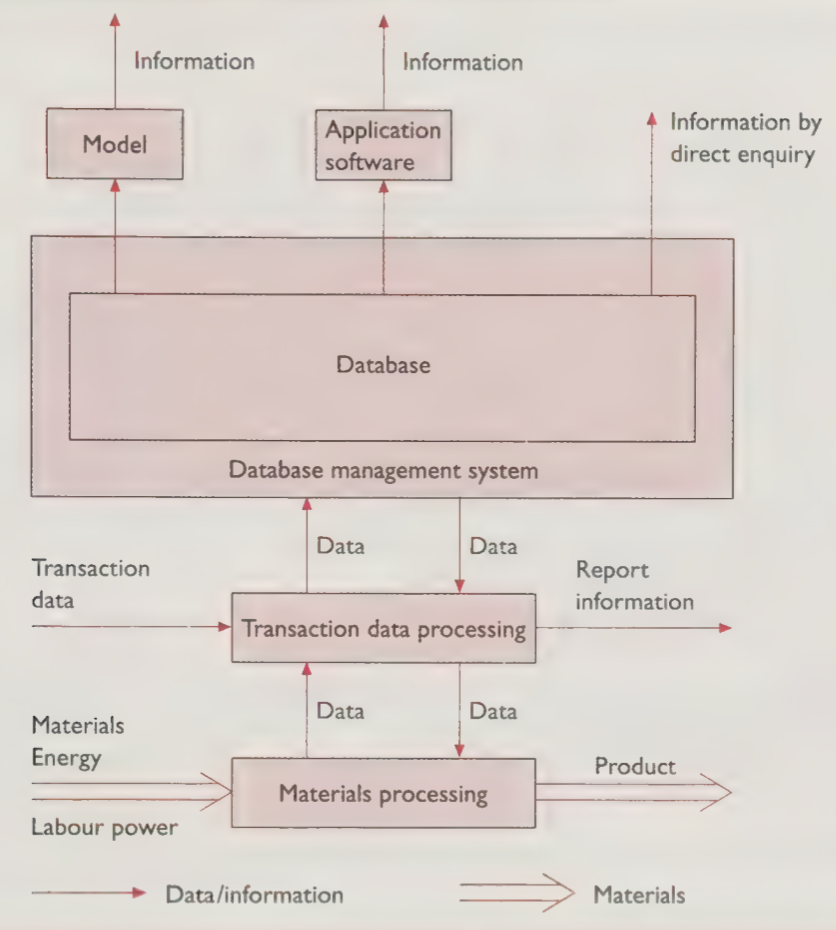 Information
Information
Model
Application
software
Information by
direct enquiry
Database
Database management system
Data
Data
Transaction
data
Report
information
Transaction data processing
Data
Data
Materials
Energy
Product
Materials processing
Labour power
Data/information
Materials